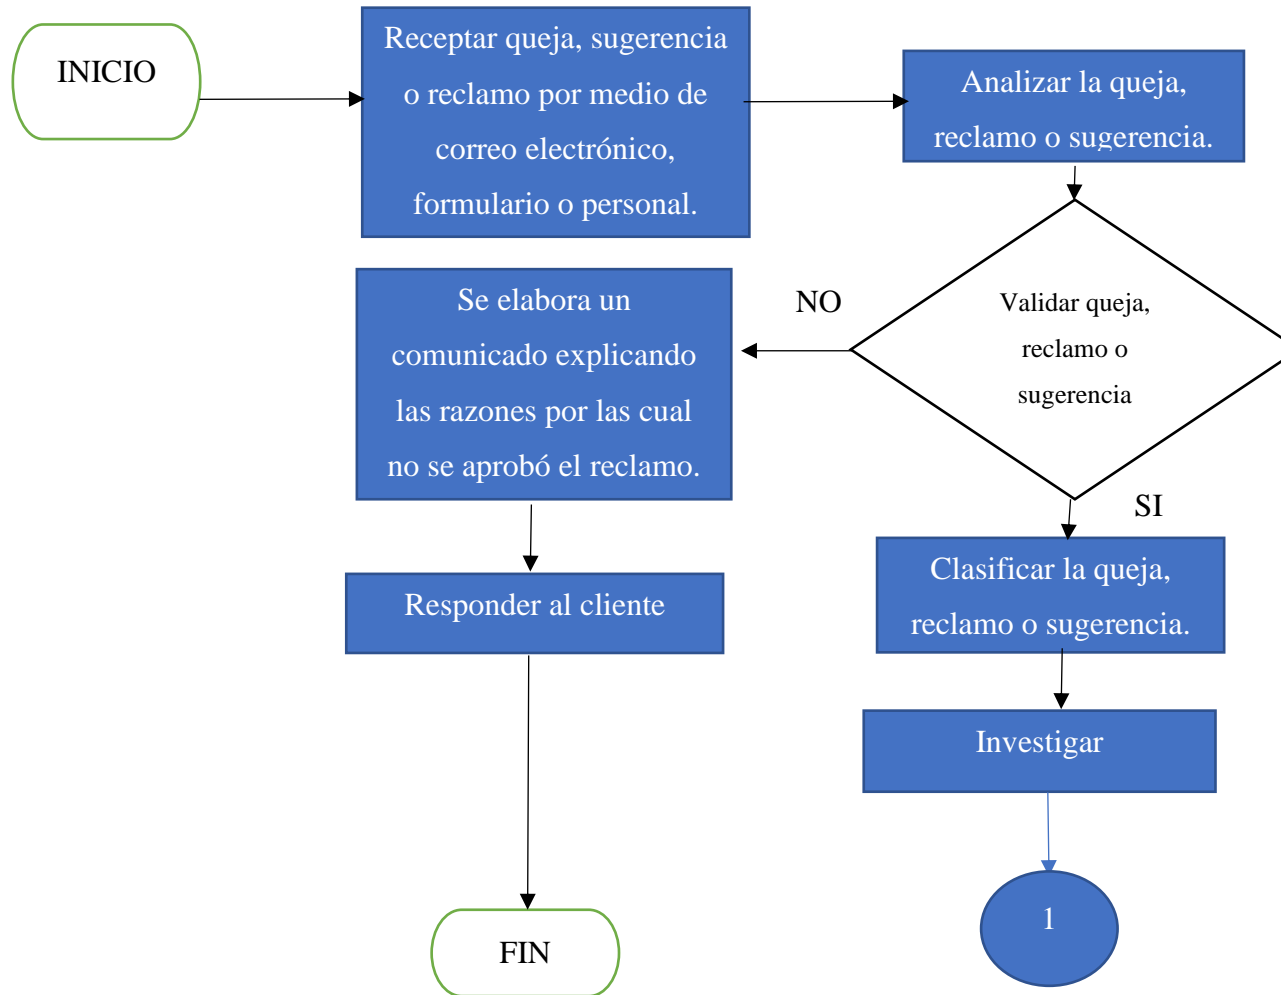 INICIO
Receptar queja, sugerencia
o reclamo por medio de
correo electrónico,
formulario o personal.
Analizar la queja,
reclamo o sugerencia.
Validar queja,
reclamo o
sugerencia
NO
Se elabora un
comunicado explicando
las razones por las cual
no se aprobó el reclamo.
SI
Clasificar la queja,
reclamo o sugerencia.
Responder al cliente
Investigar
1
FIN